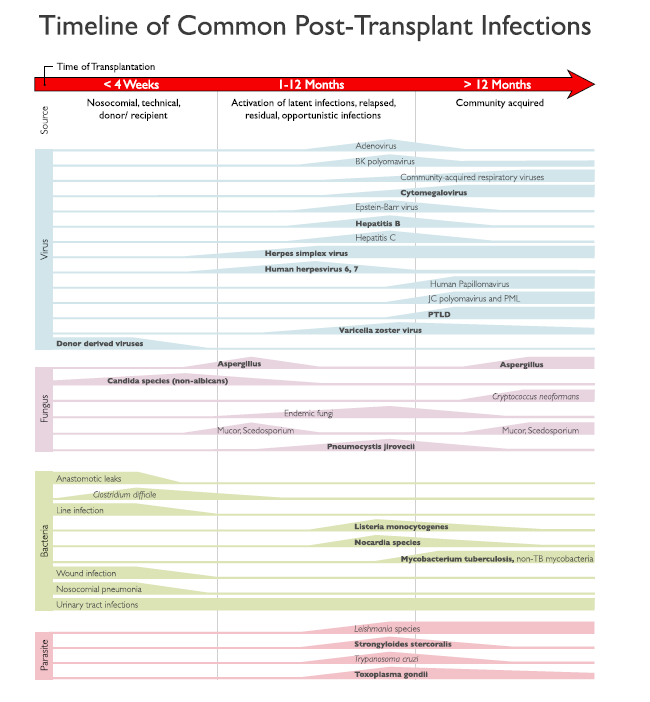 Timeline of Common Post-Transplant Infections
Time of Transplantation
< 4 Weeks
1-12 Months
> 12 Months
Source
Nosocomial, technical,
donor/ recipient
Activation of latent infections, relapsed,
residual, opportunistic infections
Community acquired
Virus
Adenovirus
BK polyomavirus
Community-acquired respiratory viruses
Cytomegalovirus
Epstein-Barr virus
Hepatitis B
Hepatitis C
Herpes simplex virus
Human herpesvirus 6, 7
Human Papillomavirus
JC polyomavirus and PML
PTLD
Varicella zoster virus
Donor derived viruses
Fungus
Aspergillus
Aspergillus
Candida species (non-albicans)
Cryptococcus neoformans
Endemic fungi
Mucor, Scedosporium
Mucor, Scedosporium
Pneumocystis jirovecii
Bacteria
Anastomotic leaks
Clostridium difficile
Line infection
Listeria monocytogenes
Nocardia species
Mycobacterium tuberculosis, non-TB mycobacteria
Wound infection
Nosocomial pneumonia
Urinary tract infections
Parasite
Leishmania species
Strongyloides stercoralis
Trypanosoma cruzi
Toxoplasma gondii